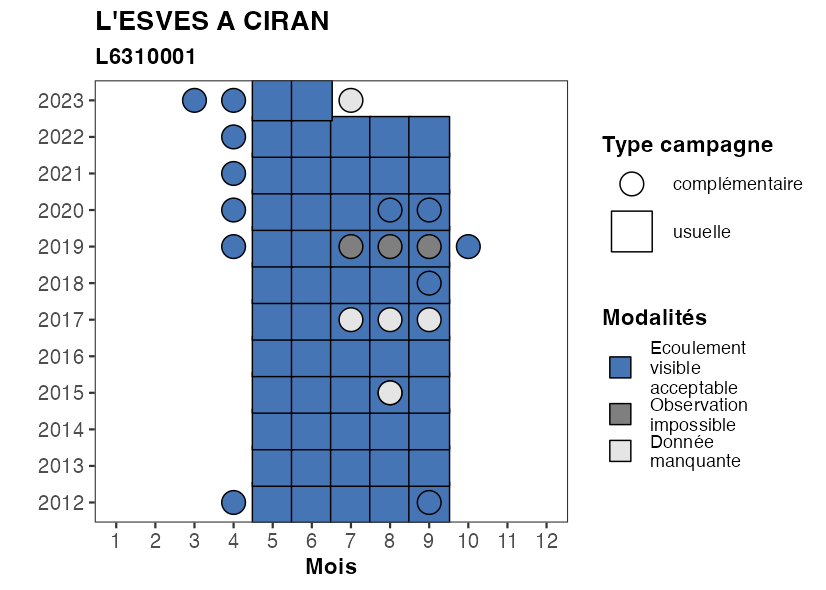 L'ESVES A CIRAN
L6310001
2023
2022
2021
2020
2019
2018
2017
2016
2015
2014
2013
2012
1 2 3 4 5 6 7 8 9 10 11 12
Mois
Type campagne
complémentaire
usuelle
Modalités
Ecoulement
visible
acceptable
Observation
impossible
Donnée
manquante